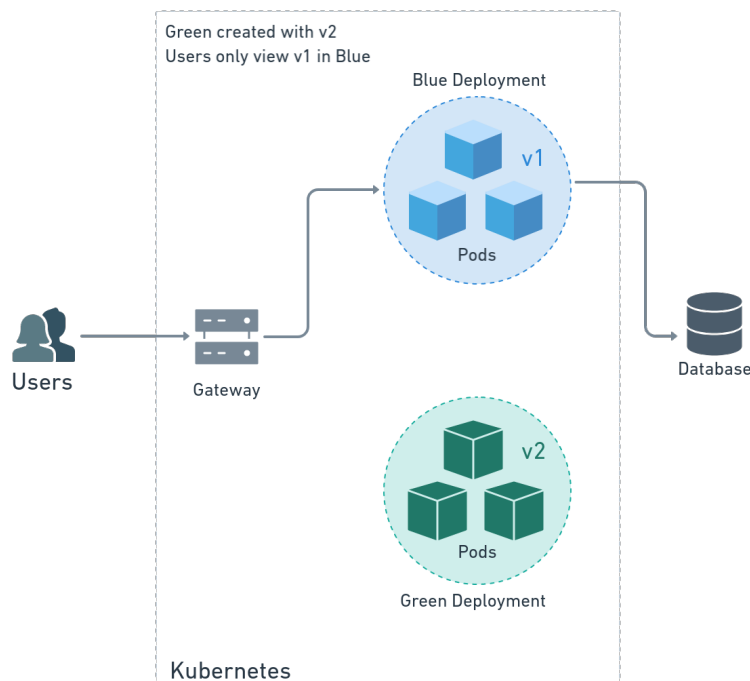 Green created with v2
Users only view v1 in Blue
Blue Deployment
v1
Pods
Users
Gateway
Database
v2
Pods
Green Deployment
Kubernetes